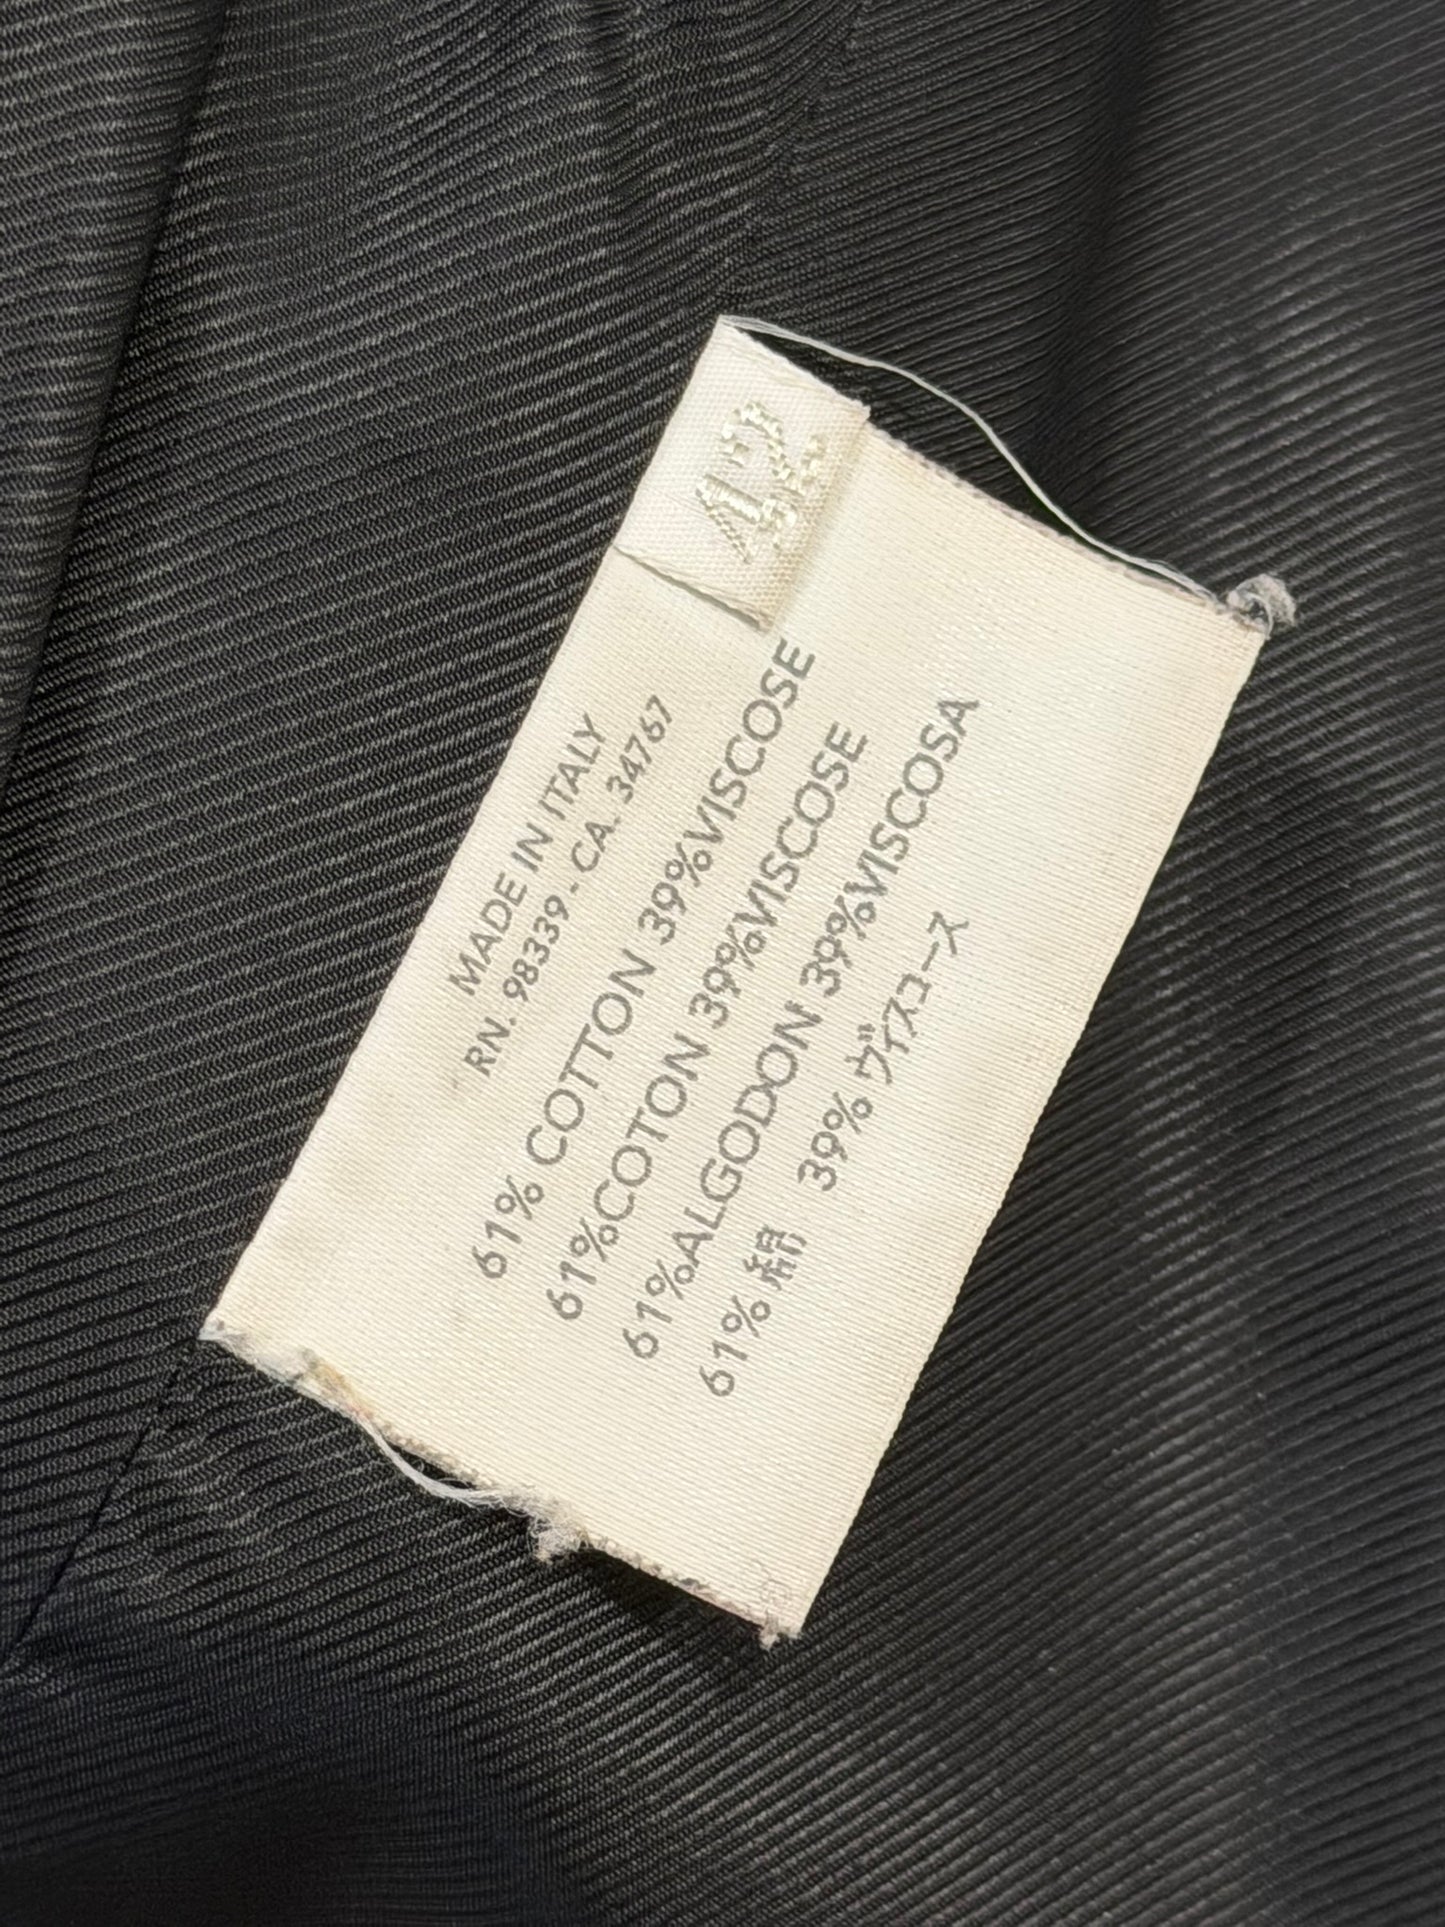 42
MADE IN ITALY
RN. 98339 - CA. 34767
61% COTTON 39%VISCOSE
61%COTON 39%VISCOSE
61%ALGODON 39%VISCOSA
61% 綿 39% ヴィスコース